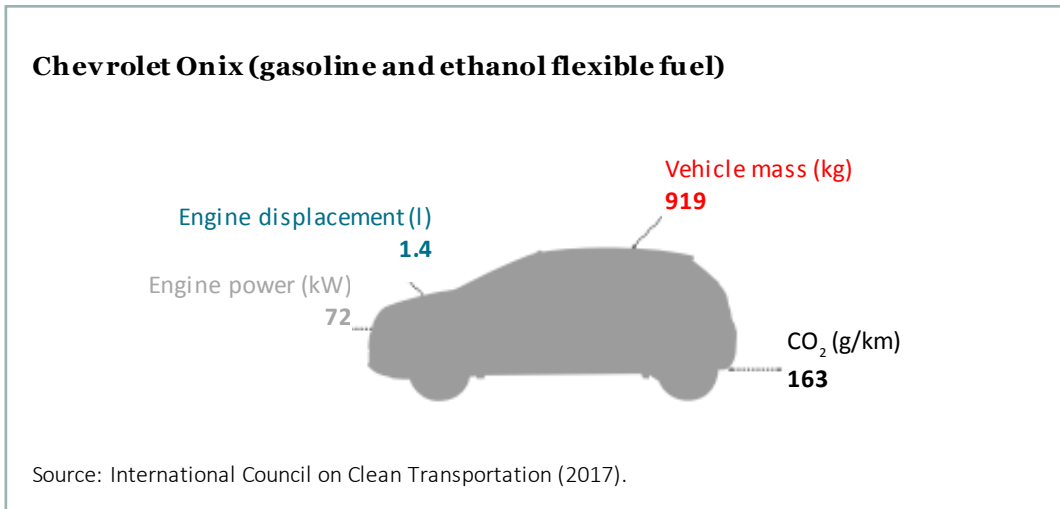 Chevrolet Onix (gasoline and ethanol flexible fuel)
Vehicle mass (kg)
919
Engine displacement (l)
1.4
Engine power (kW)
72
CO₂ (g/km)
163
Source: International Council on Clean Transportation (2017).